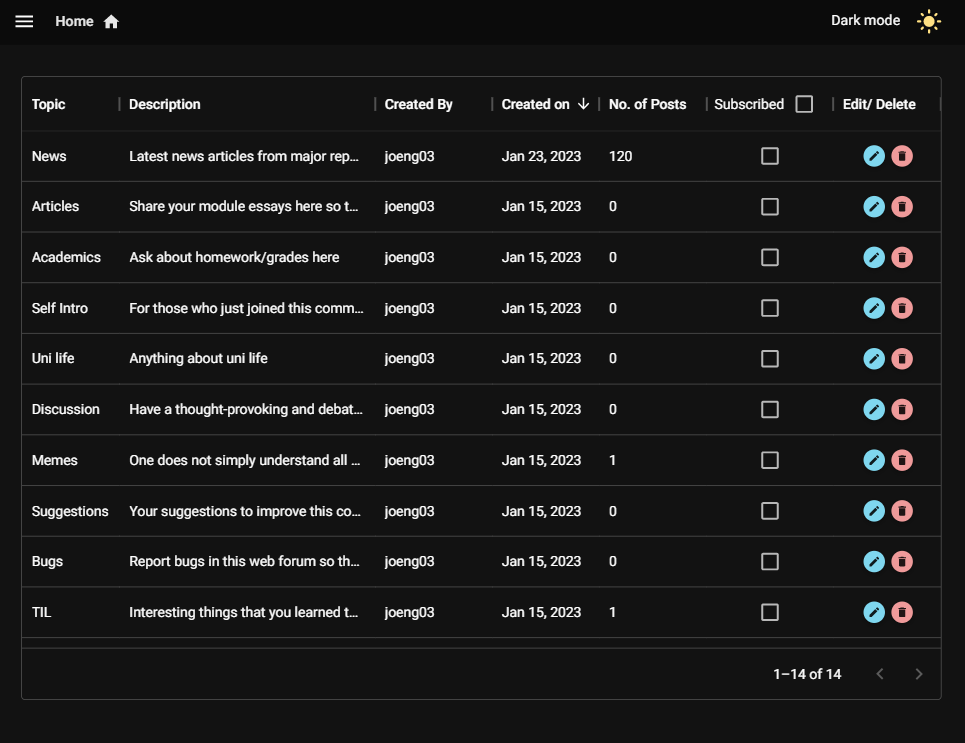 Home
Dark mode
Topic Description Created By Created on No. of Posts Subscribed Edit/ Delete
News Latest news articles from major rep... joeng03 Jan 23, 2023 120
Articles Share your module essays here so t... joeng03 Jan 15, 2023 0
Academics Ask about homework/grades here joeng03 Jan 15, 2023 0
Self Intro For those who just joined this comm... joeng03 Jan 15, 2023 0
Uni life Anything about uni life joeng03 Jan 15, 2023 0
Discussion Have a thought-provoking and debat... joeng03 Jan 15, 2023 0
Memes One does not simply understand all ... joeng03 Jan 15, 2023 1
Suggestions Your suggestions to improve this co... joeng03 Jan 15, 2023 0
Bugs Report bugs in this web forum so th... joeng03 Jan 15, 2023 0
TIL Interesting things that you learned t... joeng03 Jan 15, 2023 1
1–14 of 14